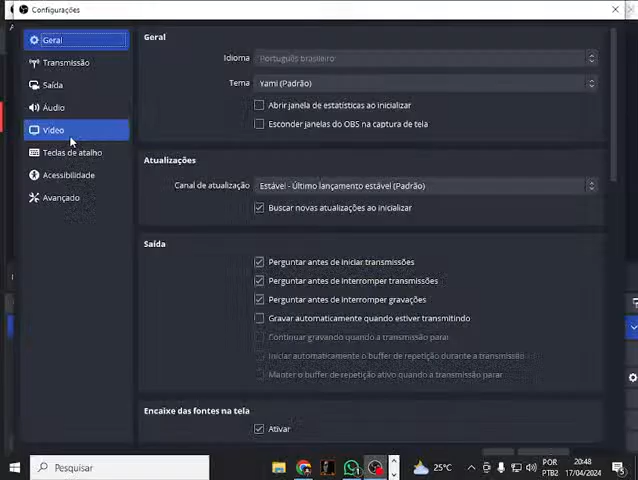 Configurações
Geral
Transmissão
Saída
Áudio
Vídeo
Teclas de atalho
Acessibilidade
Avançado
Geral
Idioma Português brasileiro
Tema Yami (Padrão)
Abrir janela de estatísticas ao inicializar
Esconder janelas do OBS na captura de tela
Atualizações
Canal de atualização Estável - Último lançamento estável (Padrão)
Buscar novas atualizações ao inicializar
Saída
Perguntar antes de iniciar transmissões
Perguntar antes de interromper transmissões
Perguntar antes de interromper gravações
Gravar automaticamente quando estiver transmitindo
Continuar gravando quando a transmissão parar
Iniciar automaticamente o buffer de repetição durante a transmissão
Manter o buffer de repetição ativo quando a transmissão parar
Encaixe das fontes na tela
Ativar
Pesquisar
25°C
POR
PTB2
20:48
17/04/2024